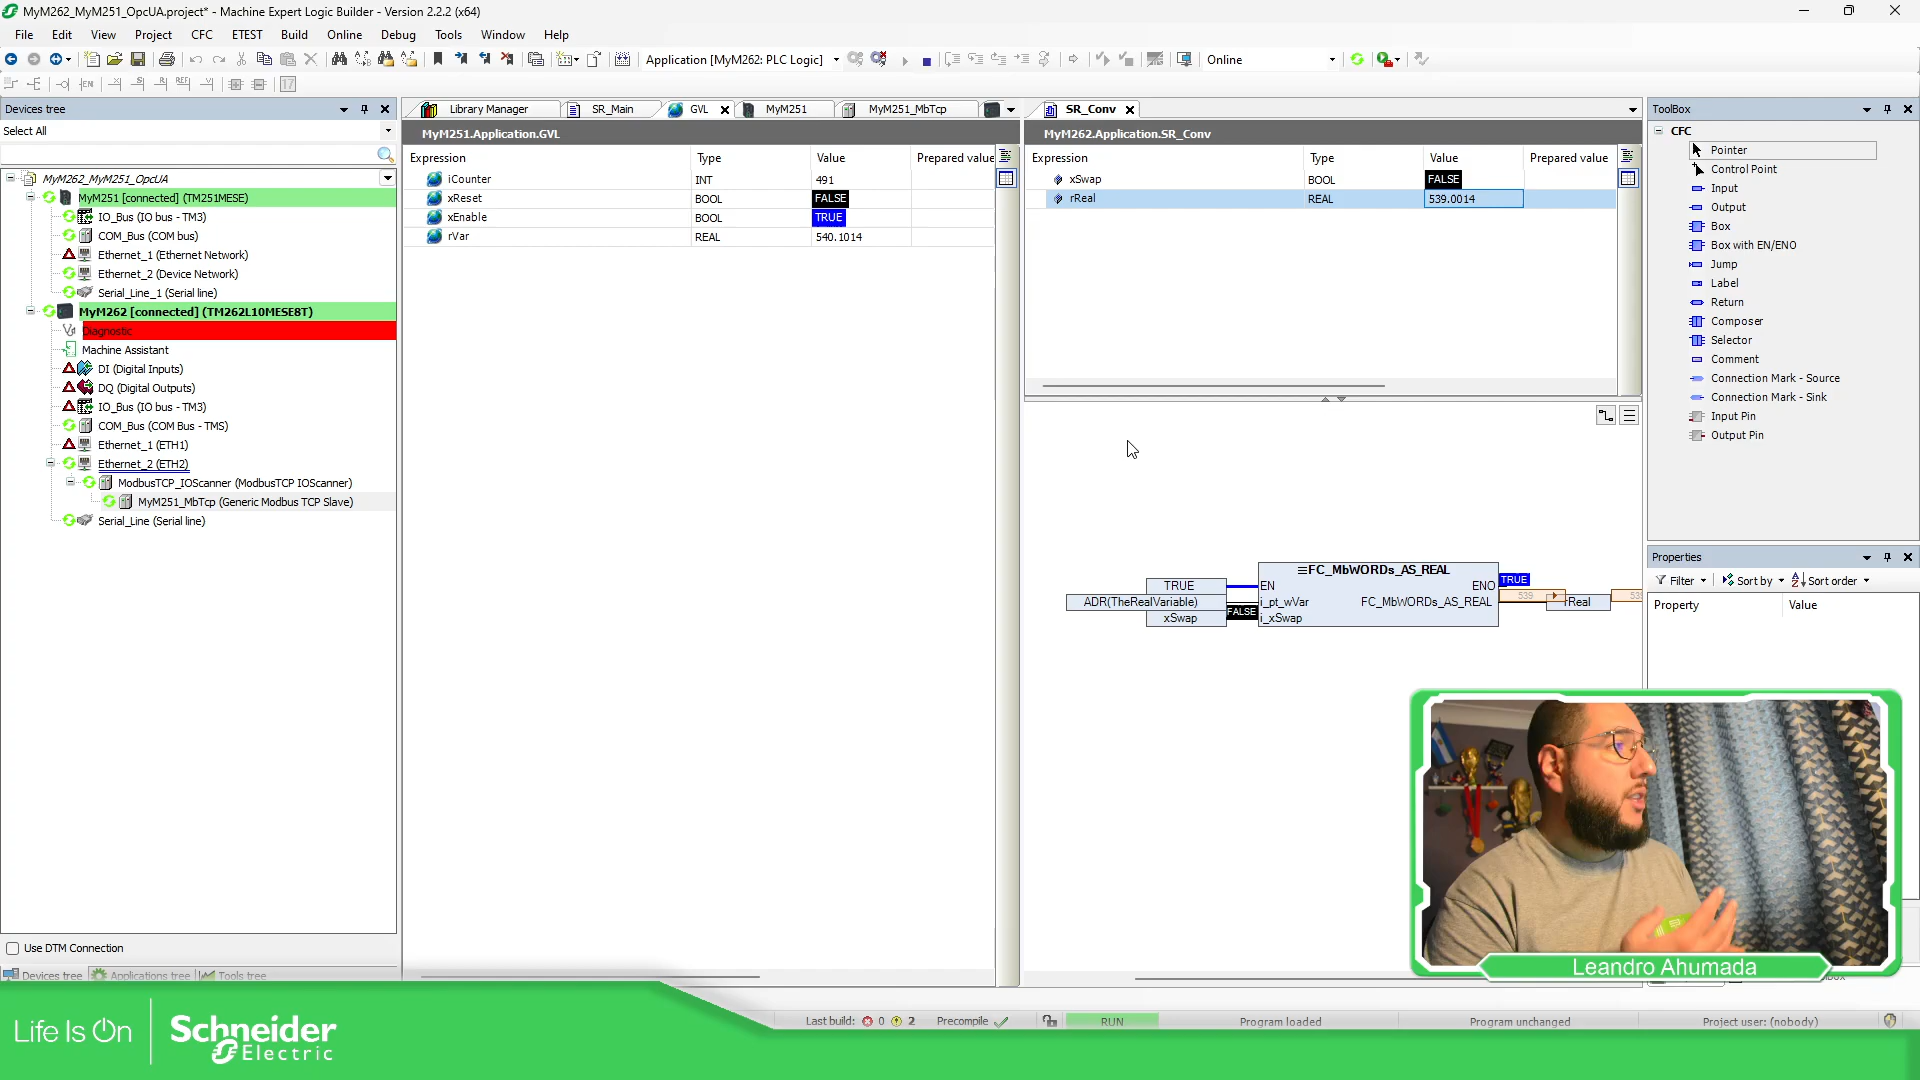 MyM262_MyM251_OpcUA.project* - Machine Expert Logic Builder - Version 2.2.2 (x64)
File Edit View Project CFC ETEST Build Online Debug Tools Window Help
Application [MyM262: PLC Logic] Online
Devices tree
Select All
MyM262_MyM251_OpcUA
MyM251 [connected] (TM251MESE)
IO_Bus (IO bus - TM3)
COM_Bus (COM bus)
Ethernet_1 (Ethernet Network)
Ethernet_2 (Device Network)
Serial_Line_1 (Serial line)
MyM262 [connected] (TM262L10MESE8T)
Diagnostic
Machine Assistant
DI (Digital Inputs)
DQ (Digital Outputs)
IO_Bus (IO bus - TM3)
COM_Bus (COM Bus - TMS)
Ethernet_1 (ETH1)
Ethernet_2 (ETH2)
ModbusTCP_IOScanner (ModbusTCP IOScanner)
MyM251_MbTcp (Generic Modbus TCP Slave)
Serial_Line (Serial line)
Use DTM Connection
Devices tree Applications tree Tools tree
Library Manager SR_Main GVL MyM251 MyM251_MbTcp
MyM251.Application.GVL
Expression Type Value Prepared value
iCounter INT 491
xReset BOOL FALSE
xEnable BOOL TRUE
rVar REAL 540.1014
SR_Conv
MyM262.Application.SR_Conv
Expression Type Value Prepared value
xSwap BOOL FALSE
rReal REAL 539.0014
FC_MbWORDs_AS_REAL
TRUE EN ENO TRUE
ADR(TheRealVariable) i_pt_wVar FC_MbWORDs_AS_REAL 539 rReal
xSwap FALSE i_xSwap
ToolBox
CFC
Pointer
Control Point
Input
Output
Box
Box with EN/ENO
Jump
Label
Return
Composer
Selector
Comment
Connection Mark - Source
Connection Mark - Sink
Input Pin
Output Pin
Properties
Filter Sort by Sort order
Property Value
Leandro Ahumada
Last build: 0 2 Precompile RUN Program loaded Program unchanged Project user: (nobody)
Life Is On
Schneider
Electric